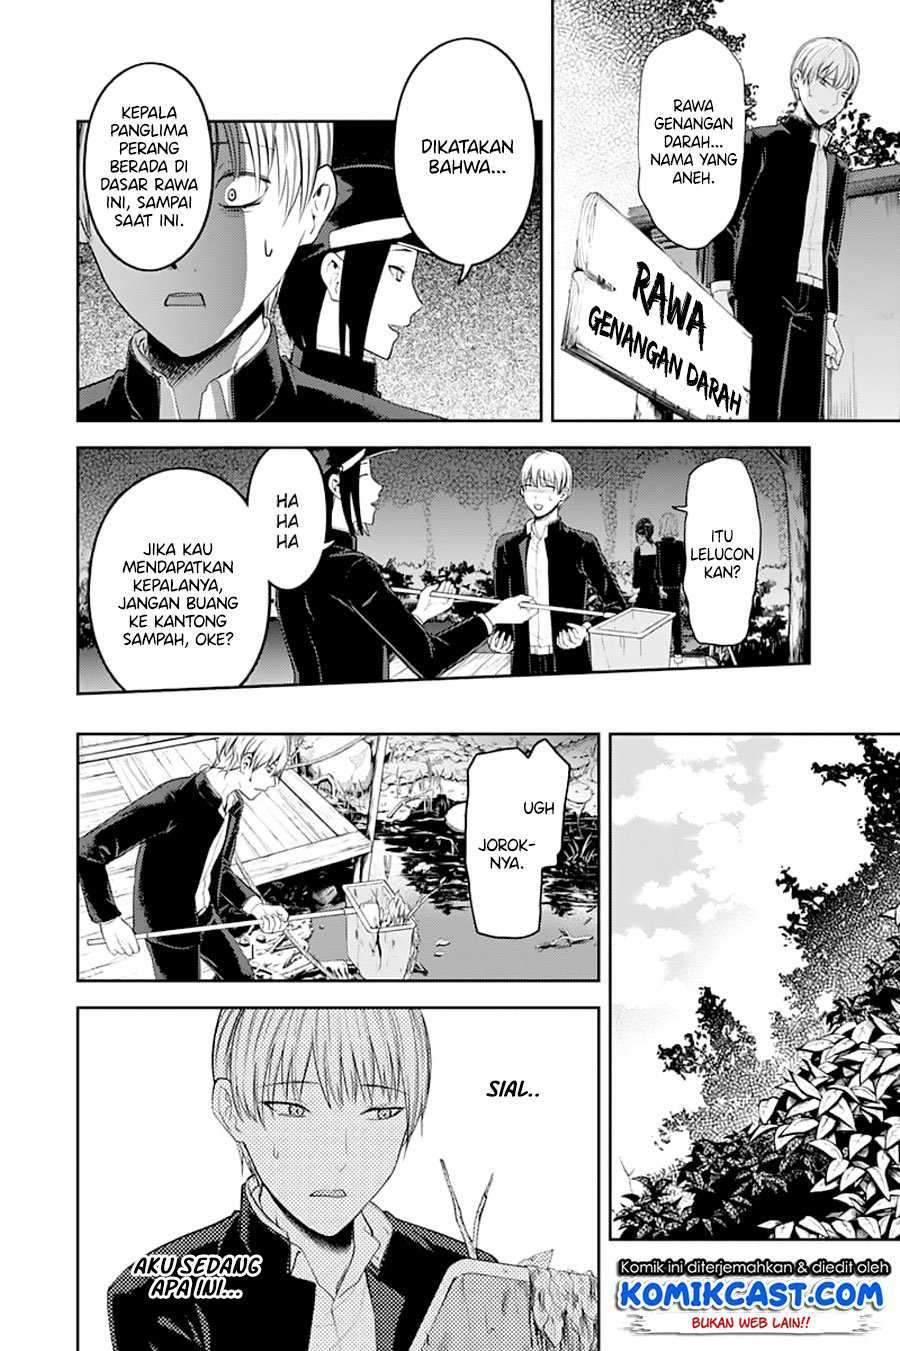 RAWA
GENANGAN
DARAH...
NAMA YANG
ANEH.
RAWA
GENANGAN DARAH
DIKATAKAN
BAHWA...
KEPALA
PANGLIMA
PERANG
BERADA DI
DASAR RAWA
INI, SAMPAI
SAAT INI.
ITU
LELUCON
KAN?
HA
HA
HA
JIKA KAU
MENDAPATKAN
KEPALANYA,
JANGAN BUANG
KE KANTONG
SAMPAH, OKE?
UGH
JOROK-
NYA.
SIAL..
AKU SEDANG
APA INI...
Komik ini diterjemahkan & diedit oleh
KOMIKCAST.COM
BUKAN WEB LAIN!!